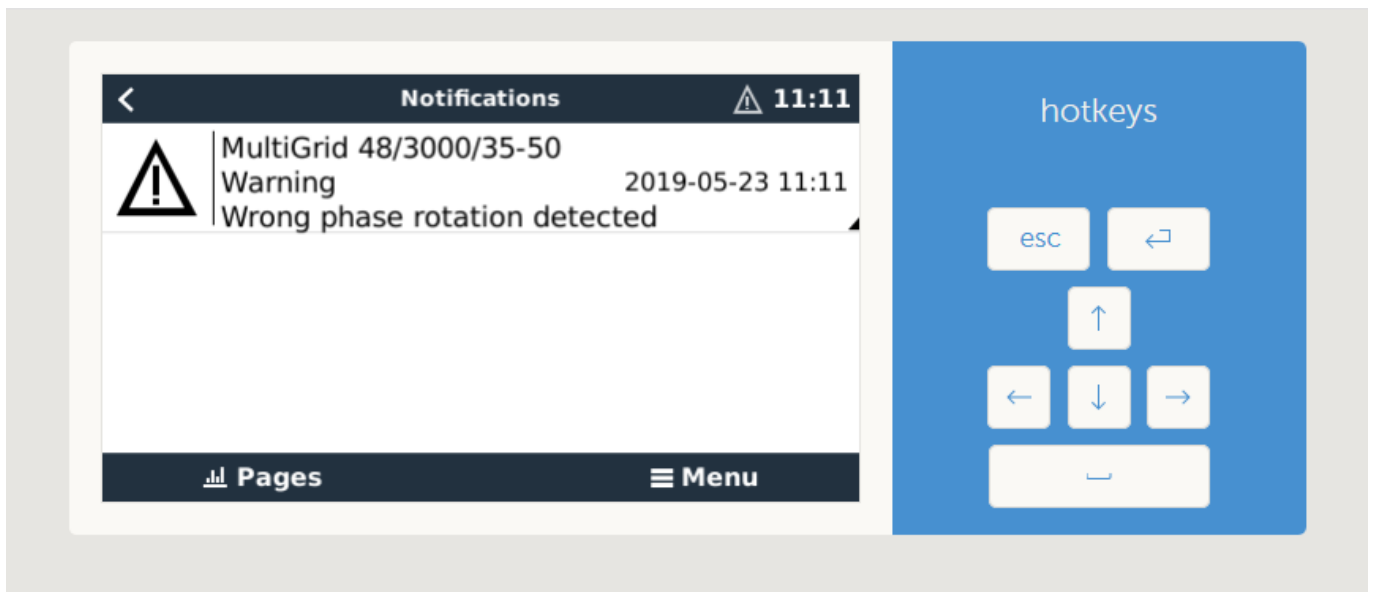 Notifications 11:11
MultiGrid 48/3000/35-50
Warning 2019-05-23 11:11
Wrong phase rotation detected
Pages Menu
hotkeys
esc